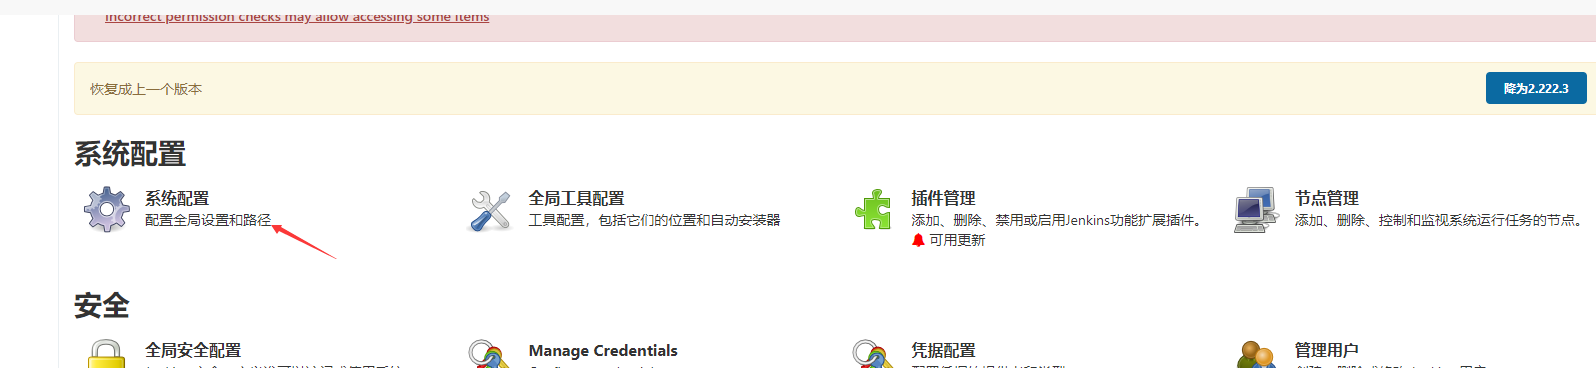 Incorrect permission checks may allow accessing some items
恢复成上一个版本
降为2.222.3
系统配置
系统配置
配置全局设置和路径
全局工具配置
工具配置，包括它们的位置和自动安装器
插件管理
添加、删除、禁用或启用Jenkins功能扩展插件。
可用更新
节点管理
添加、删除、控制和监视系统运行任务的节点。
安全
全局安全配置
Manage Credentials
凭据配置
管理用户